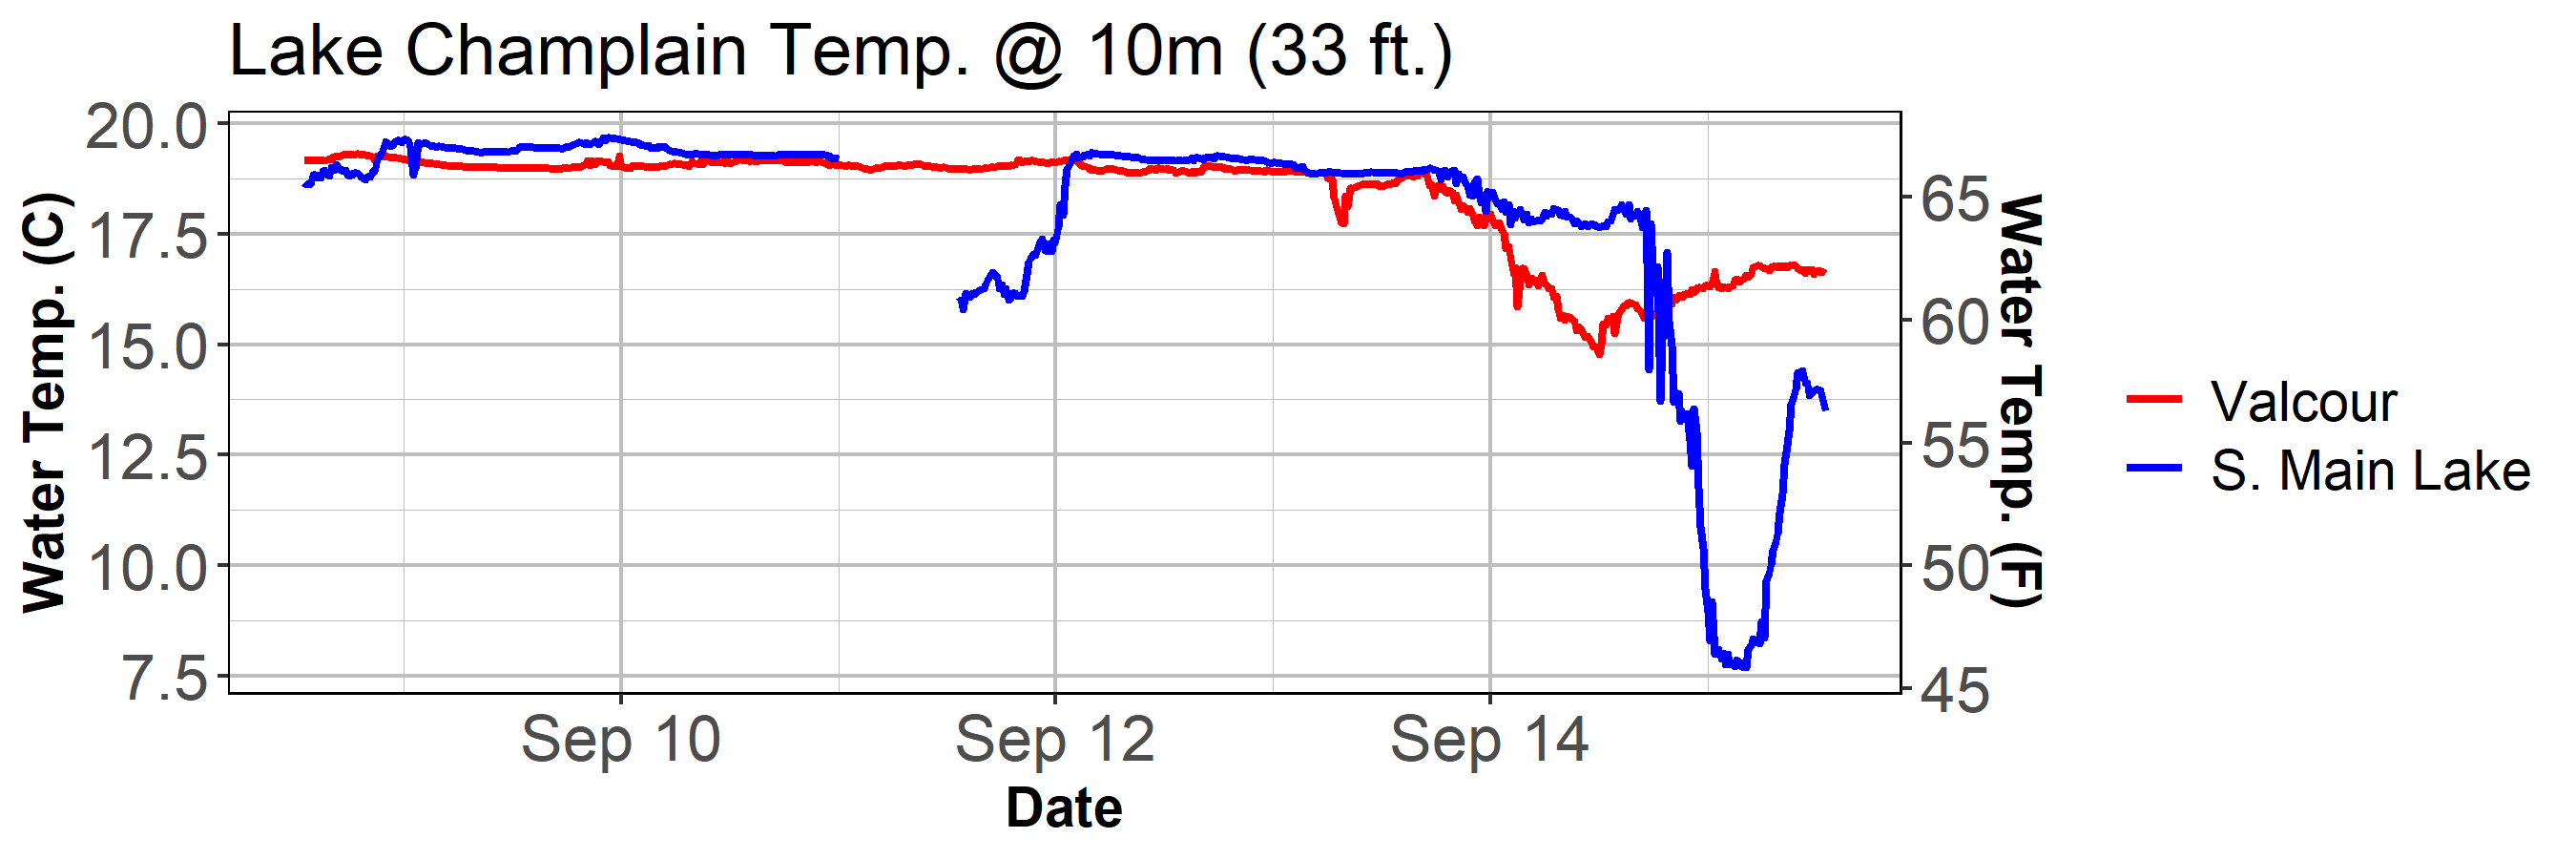 Lake Champlain Temp. @ 10m (33 ft.)
Water Temp. (C)
20.0
17.5
15.0
12.5
10.0
7.5
65
60
55
50
45
Water Temp. (F)
Sep 10
Sep 12
Sep 14
Date
Valcour
S. Main Lake